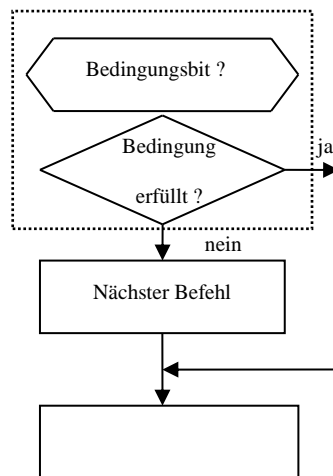 Bedingungsbit ?
Bedingung
ja
erfüllt ?
nein
Nächster Befehl